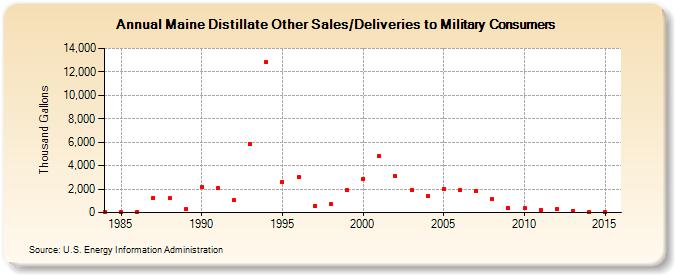 Annual Maine Distillate Other Sales/Deliveries to Military Consumers
Thousand Gallons
14,000
12,000
10,000
8,000
6,000
4,000
2,000
0
1985 1990 1995 2000 2005 2010 2015
Source: U.S. Energy Information Administration